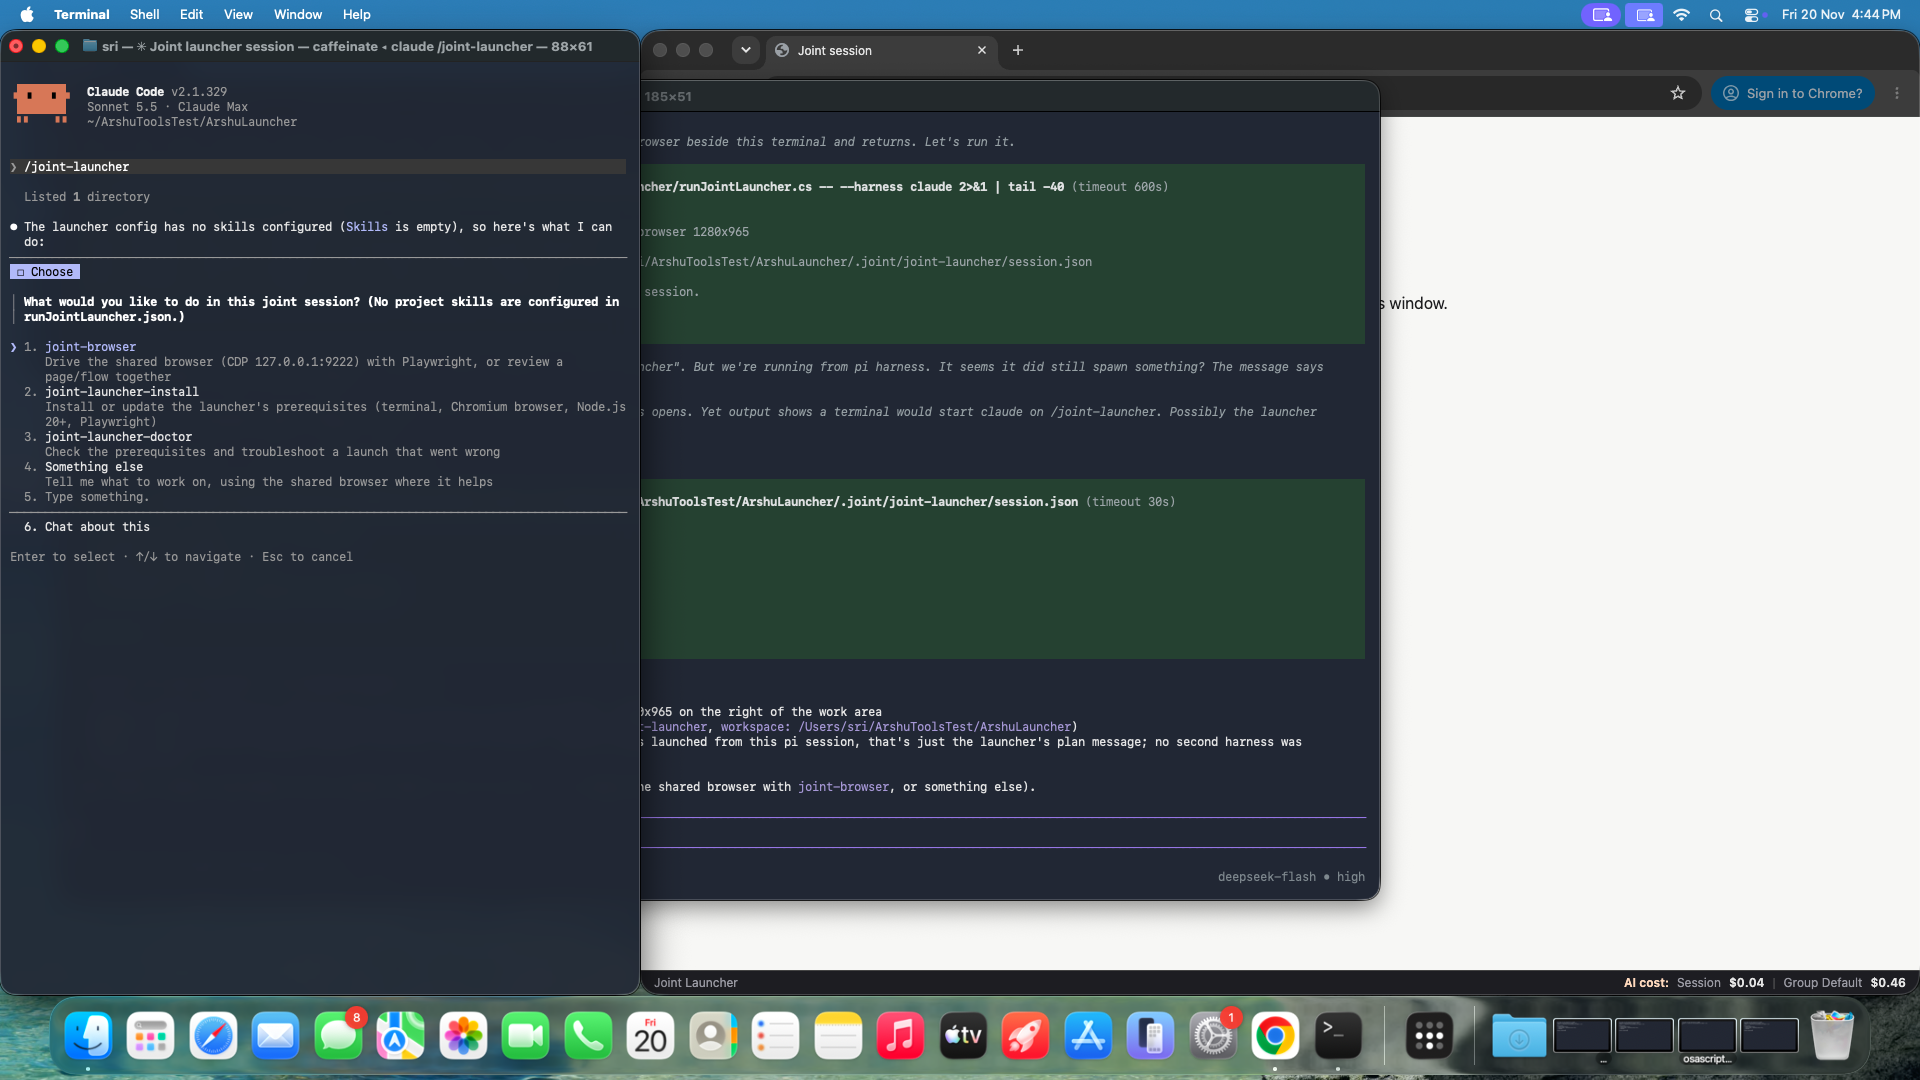 Terminal Shell Edit View Window Help
Fri 20 Nov 4:44 PM
sri — ✳ Joint launcher session — caffeinate ◂ claude /joint-launcher — 88×61
Claude Code v2.1.329
Sonnet 5.5 · Claude Max
~/ArshuToolsTest/ArshuLauncher
❯ /joint-launcher
Listed 1 directory
● The launcher config has no skills configured (Skills is empty), so here's what I can
do:
☐ Choose
What would you like to do in this joint session? (No project skills are configured in
runJointLauncher.json.)
❯ 1. joint-browser
Drive the shared browser (CDP 127.0.0.1:9222) with Playwright, or review a
page/flow together
2. joint-launcher-install
Install or update the launcher's prerequisites (terminal, Chromium browser, Node.js
20+, Playwright)
3. joint-launcher-doctor
Check the prerequisites and troubleshoot a launch that went wrong
4. Something else
Tell me what to work on, using the shared browser where it helps
5. Type something.
6. Chat about this
Enter to select · ↑/↓ to navigate · Esc to cancel
Joint session
Sign in to Chrome?
185×51
rowser beside this terminal and returns. Let's run it.
ncher/runJointLauncher.cs -- --harness claude 2>&1 | tail -40 (timeout 600s)
browser 1280x965
i/ArshuToolsTest/ArshuLauncher/.joint/joint-launcher/session.json
session.
s window.
ncher". But we're running from pi harness. It seems it did still spawn something? The message says
s opens. Yet output shows a terminal would start claude on /joint-launcher. Possibly the launcher
ArshuToolsTest/ArshuLauncher/.joint/joint-launcher/session.json (timeout 30s)
0x965 on the right of the work area
t-launcher, workspace: /Users/sri/ArshuToolsTest/ArshuLauncher)
s launched from this pi session, that's just the launcher's plan message; no second harness was
he shared browser with joint-browser, or something else).
deepseek-flash • high
Joint Launcher
AI cost: Session $0.04 | Group Default $0.46
8
Fri
20
tv
1
>_
...
osascript...